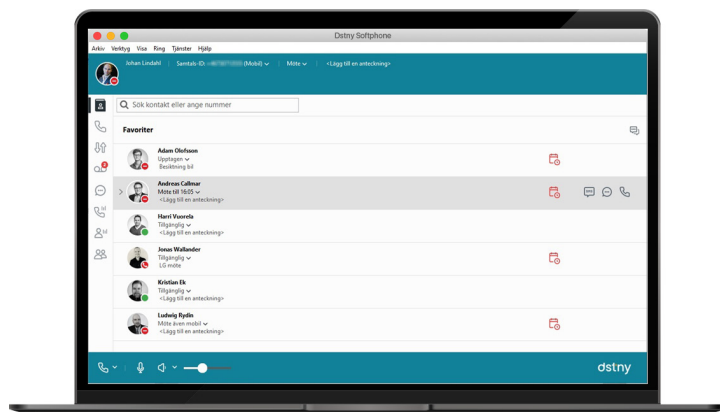 Dstny Softphone
Arkiv Verktyg Visa Ring Tjänster Hjälp
Johan Lindahl Samtals-ID: (Mobil) Möte <Lägg till en anteckning>
Sök kontakt eller ange nummer
Favoriter
Adam Olofsson
Upptagen
Besiktning bil
Andreas Callmar
Möte till 16:05
<Lägg till en anteckning>
Harri Vuorela
Tillgänglig
<Lägg till en anteckning>
Jonas Wallander
Tillgänglig
LG möte
Kristian Ek
Tillgänglig
<Lägg till en anteckning>
Ludwig Rydin
Möte även mobil
<Lägg till en anteckning>
dstny